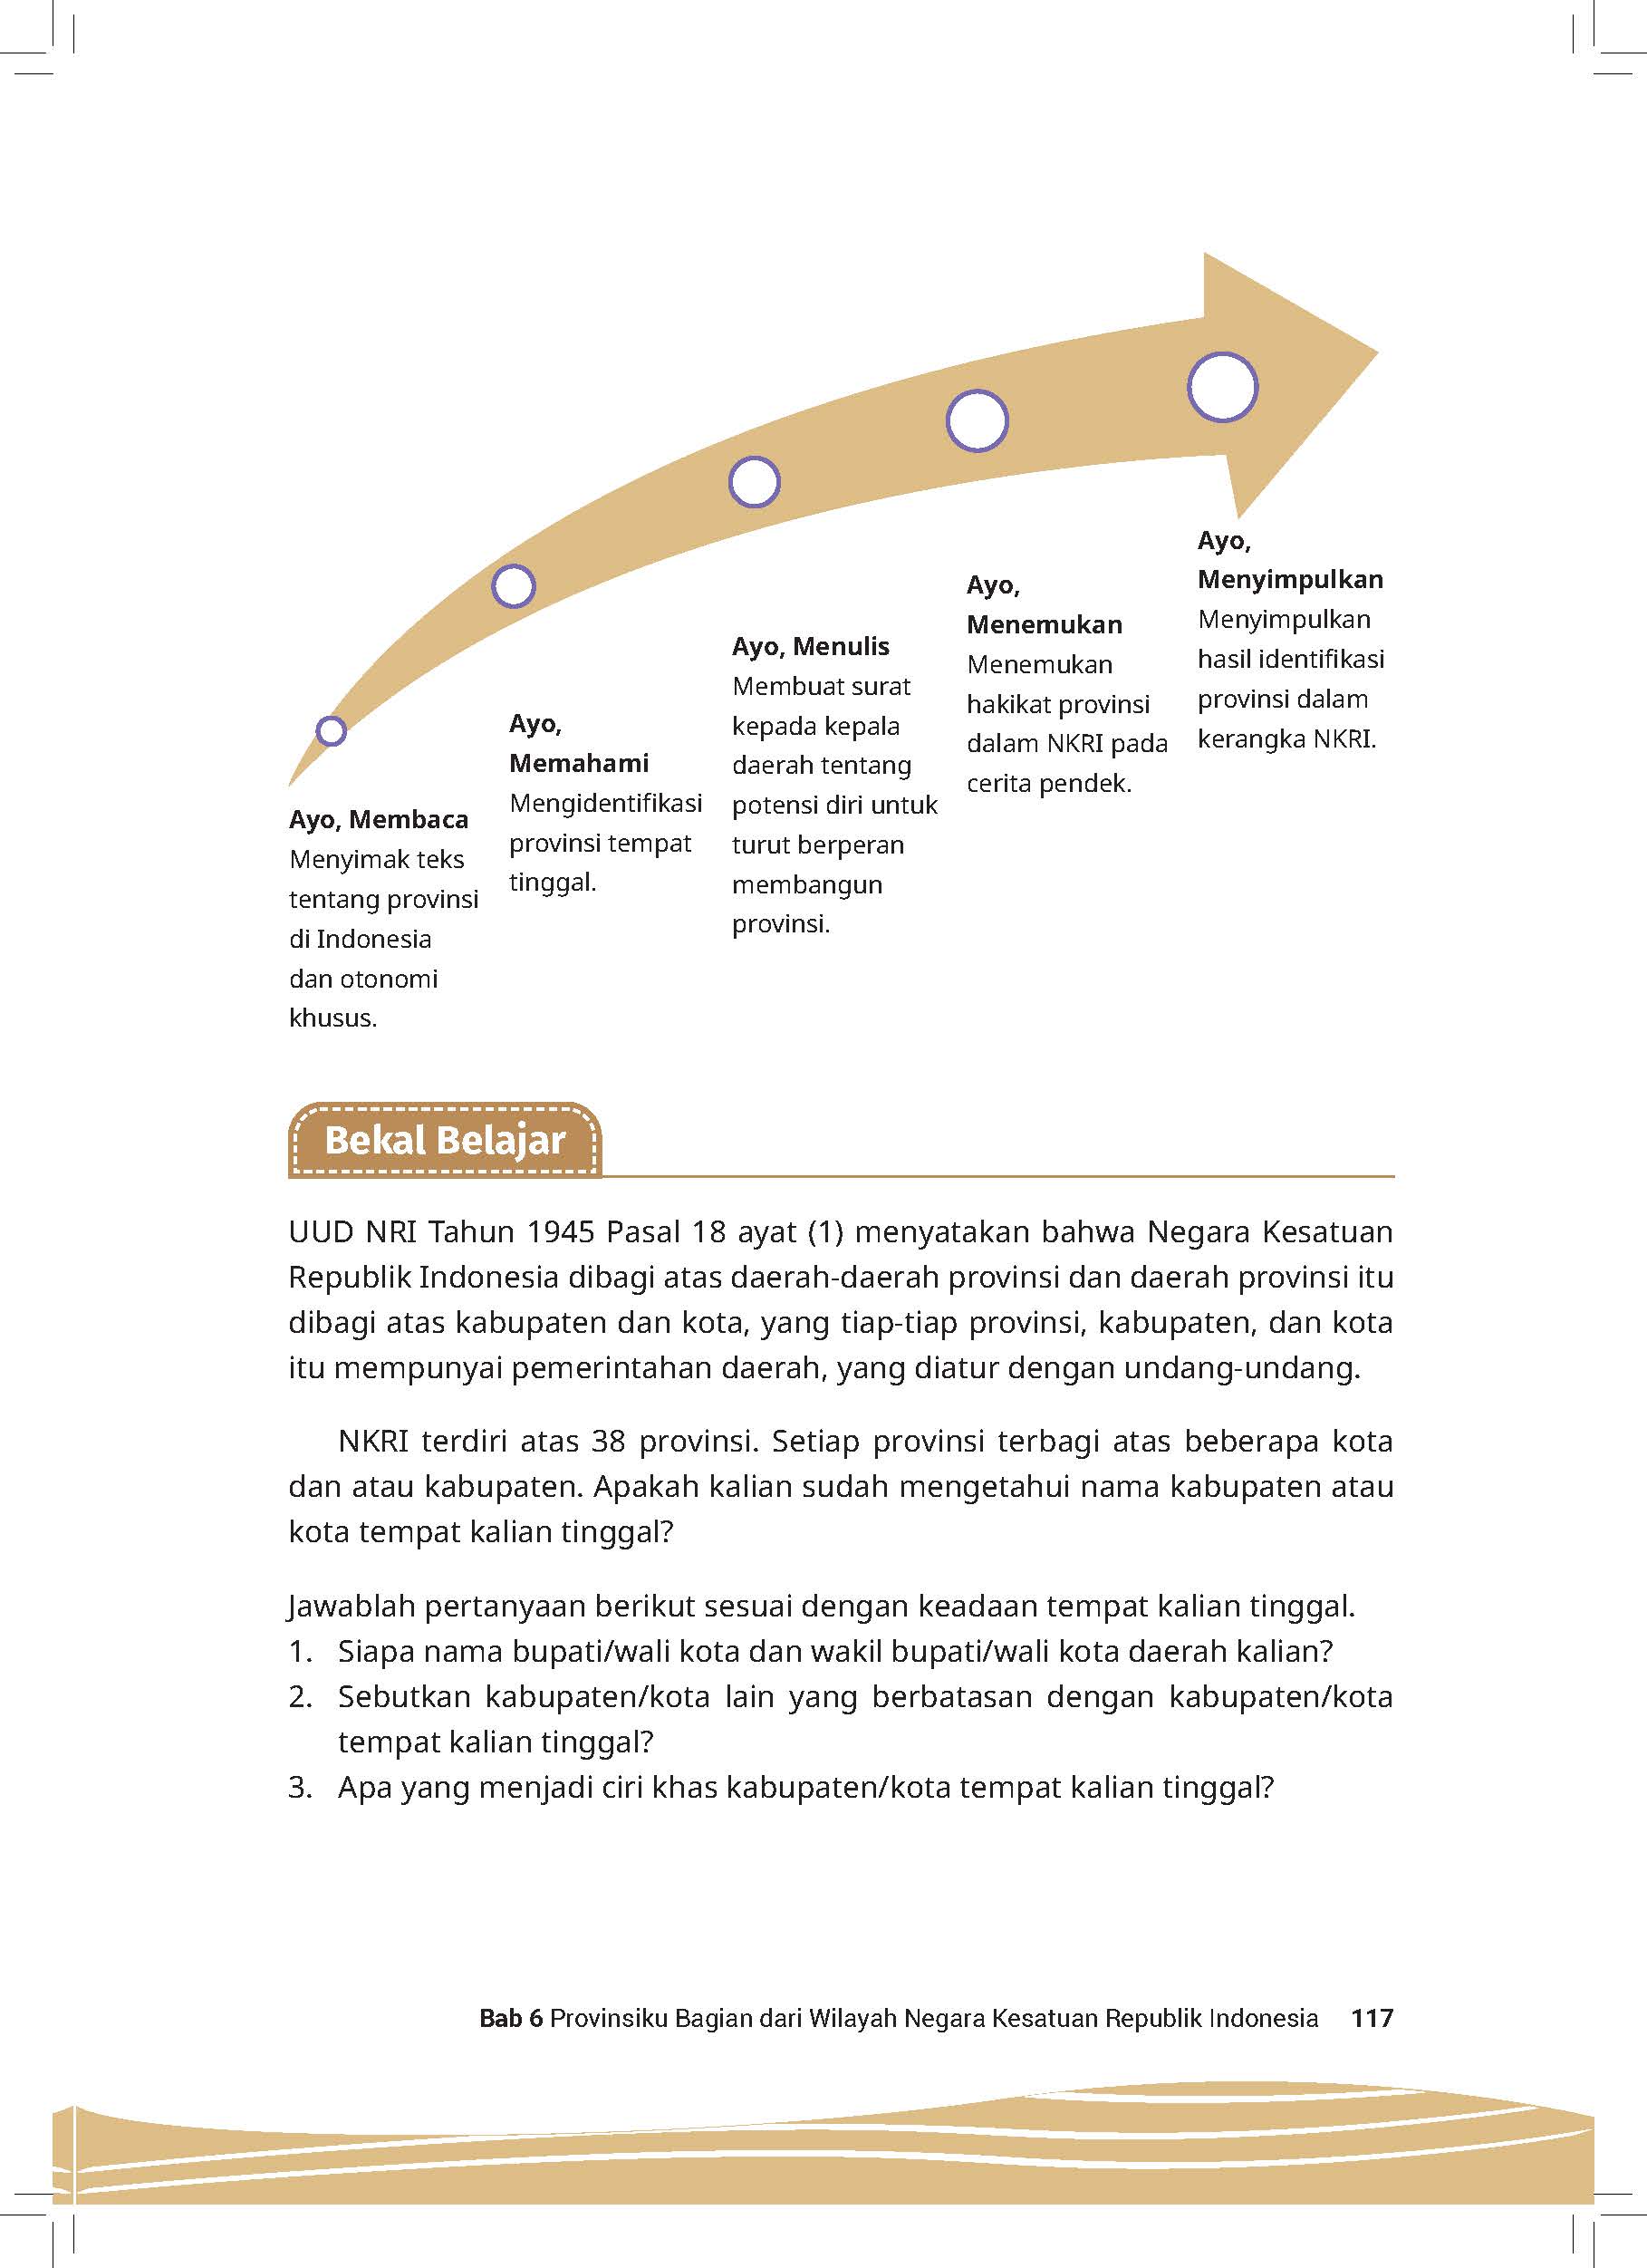 Ayo, Membaca
Menyimak teks
tentang provinsi
di Indonesia
dan otonomi
khusus.
Ayo,
Memahami
Mengidentifikasi
provinsi tempat
tinggal.
Ayo, Menulis
Membuat surat
kepada kepala
daerah tentang
potensi diri untuk
turut berperan
membangun
provinsi.
Ayo,
Menemukan
Menemukan
hakikat provinsi
dalam NKRI pada
cerita pendek.
Ayo,
Menyimpulkan
Menyimpulkan
hasil identifikasi
provinsi dalam
kerangka NKRI.
Bekal Belajar
UUD NRI Tahun 1945 Pasal 18 ayat (1) menyatakan bahwa Negara Kesatuan
Republik Indonesia dibagi atas daerah-daerah provinsi dan daerah provinsi itu
dibagi atas kabupaten dan kota, yang tiap-tiap provinsi, kabupaten, dan kota
itu mempunyai pemerintahan daerah, yang diatur dengan undang-undang.
NKRI terdiri atas 38 provinsi. Setiap provinsi terbagi atas beberapa kota
dan atau kabupaten. Apakah kalian sudah mengetahui nama kabupaten atau
kota tempat kalian tinggal?
Jawablah pertanyaan berikut sesuai dengan keadaan tempat kalian tinggal.
1. Siapa nama bupati/wali kota dan wakil bupati/wali kota daerah kalian?
2. Sebutkan kabupaten/kota lain yang berbatasan dengan kabupaten/kota
tempat kalian tinggal?
3. Apa yang menjadi ciri khas kabupaten/kota tempat kalian tinggal?
Bab 6 Provinsiku Bagian dari Wilayah Negara Kesatuan Republik Indonesia 117